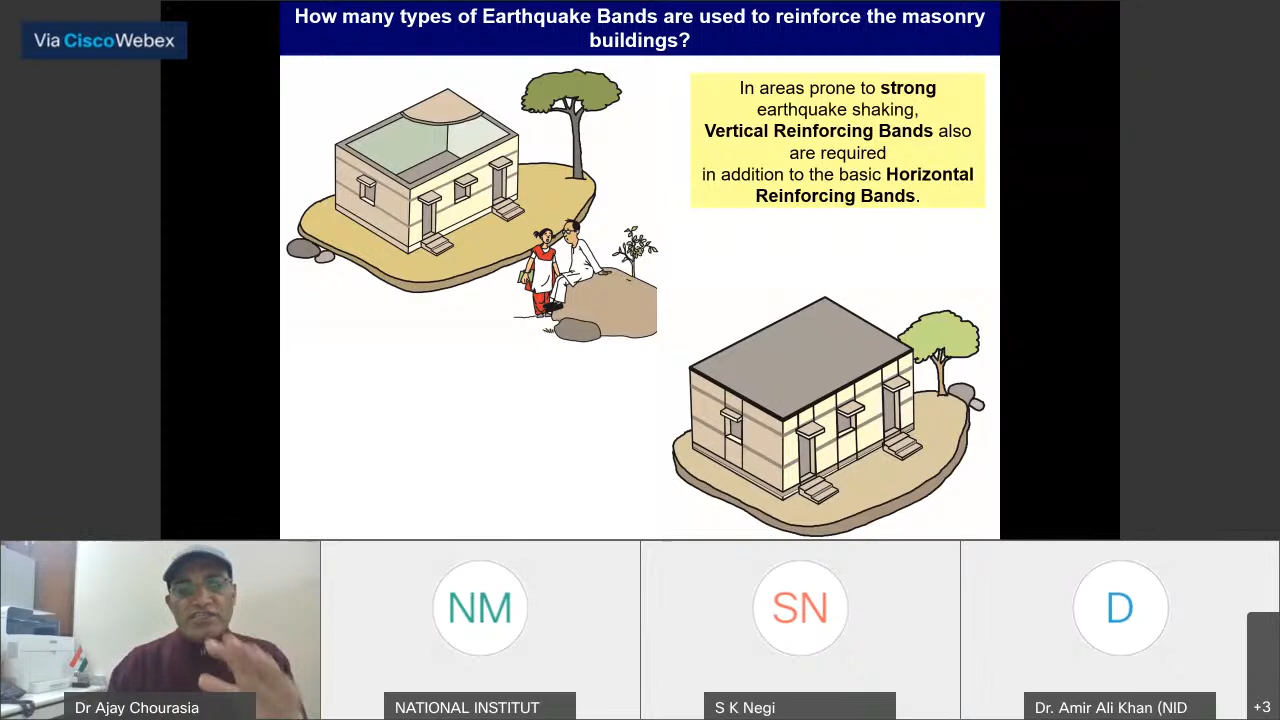 How many types of Earthquake Bands are used to reinforce the masonry
buildings?
Via CiscoWebex
In areas prone to strong
earthquake shaking,
Vertical Reinforcing Bands also
are required
in addition to the basic Horizontal
Reinforcing Bands.
NM
SN
D
Dr Ajay Chourasia
NATIONAL INSTITUT
S K Negi
Dr. Amir Ali Khan (NID
+3